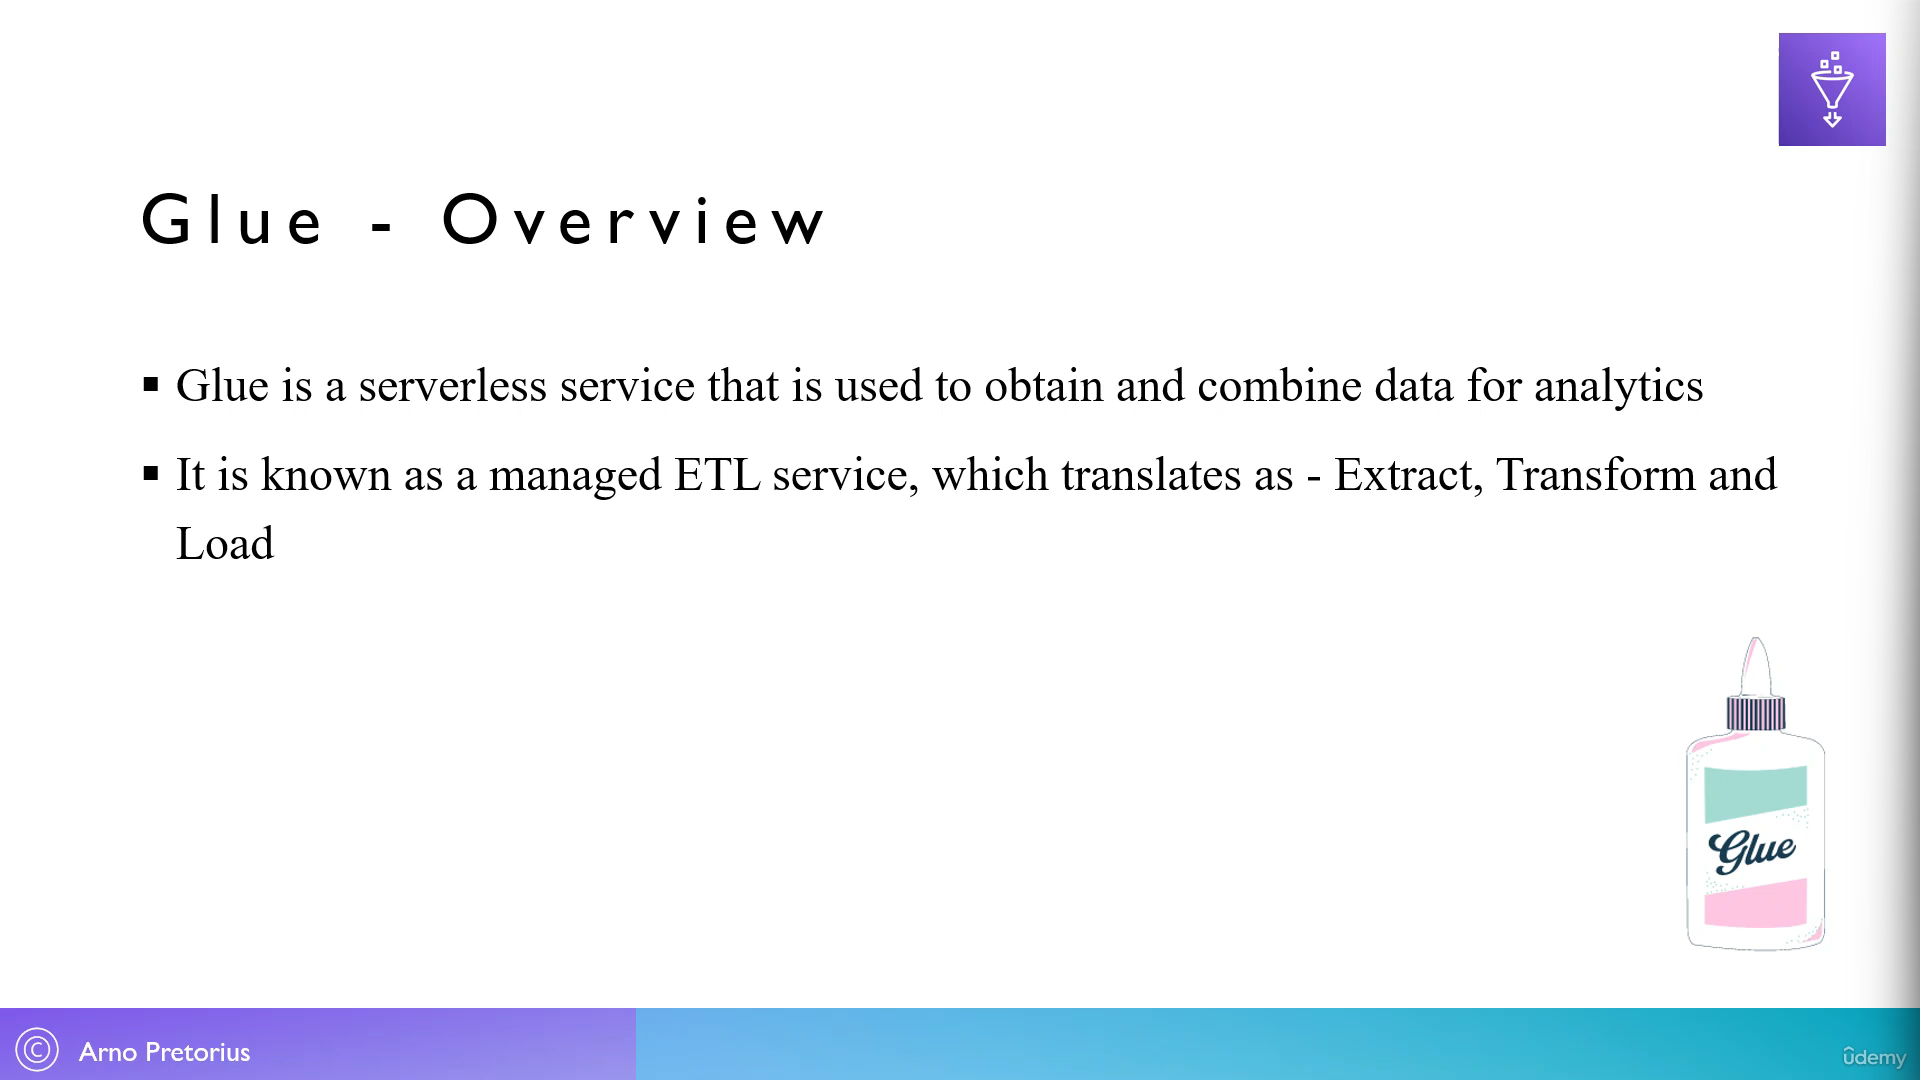 Glue - Overview
▪ Glue is a serverless service that is used to obtain and combine data for analytics
▪ It is known as a managed ETL service, which translates as - Extract, Transform and
Load
Glue
© Arno Pretorius
ûdemy